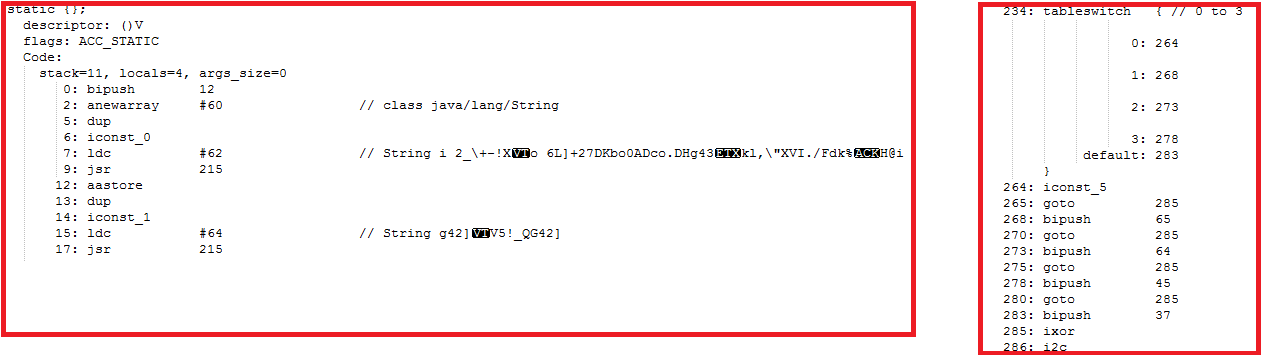 static {};
descriptor: ()V
flags: ACC_STATIC
Code:
stack=11, locals=4, args_size=0
0: bipush 12
2: anewarray #60 // class java/lang/String
5: dup
6: iconst_0
7: ldc #62 // String i 2_\+-!XVTo 6L]+27DKbo0ADco.DHg43ETXkl,\"XVI./Fdk%ACKH@i
9: jsr 215
12: aastore
13: dup
14: iconst_1
15: ldc #64 // String g42]VTV5!_QG42]
17: jsr 215
234: tableswitch { // 0 to 3
0: 264
1: 268
2: 273
3: 278
default: 283
}
264: iconst_5
265: goto 285
268: bipush 65
270: goto 285
273: bipush 64
275: goto 285
278: bipush 45
280: goto 285
283: bipush 37
285: ixor
286: i2c